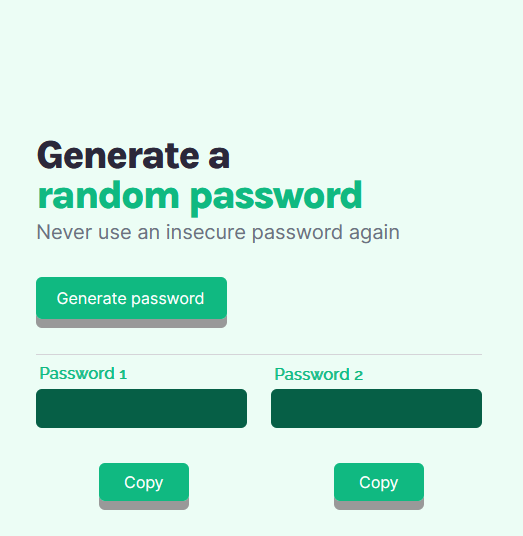 Generate a
random password
Never use an insecure password again
Generate password
Password 1
Password 2
Copy
Copy